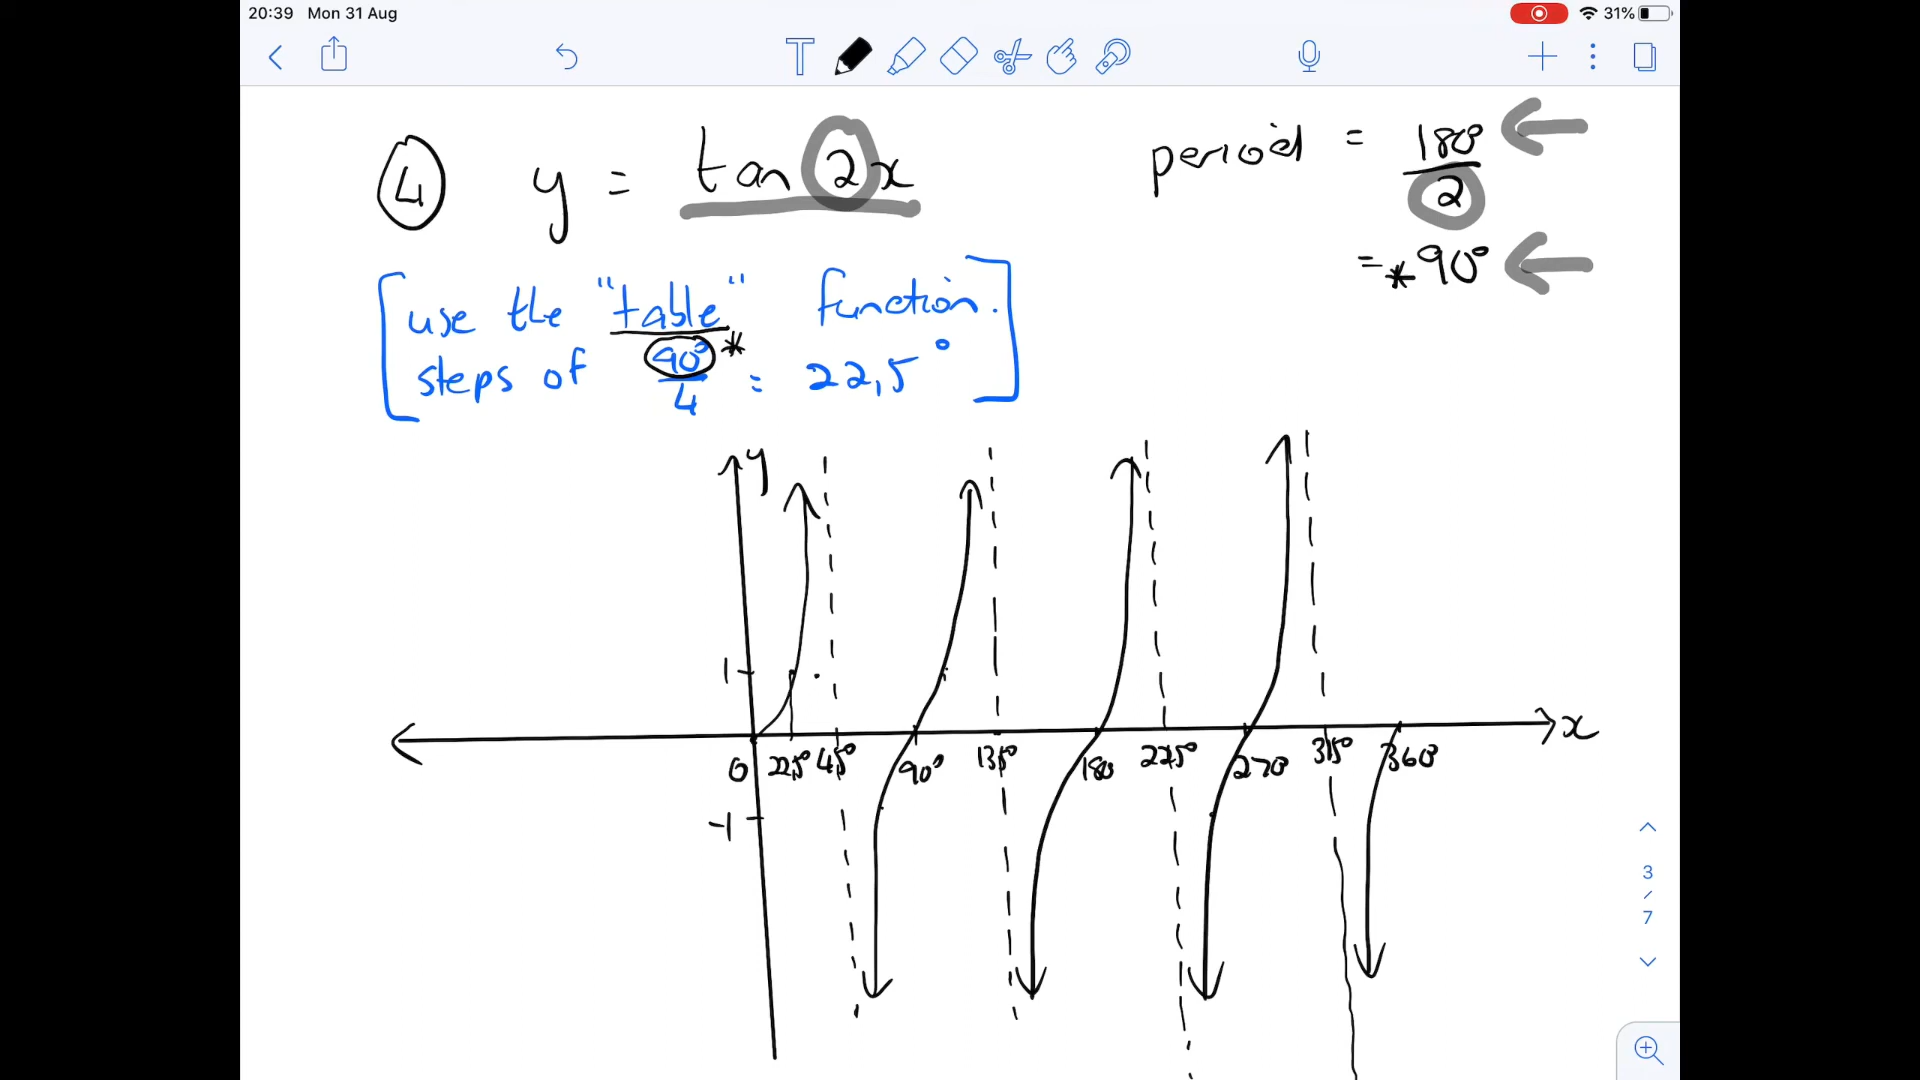 20:39 Mon 31 Aug
31%
T
4 y = tan 2x
period = 180°
2
= * 90°
[use the "table" function.
steps of 90° * = 22,5°]
4
y
1
0 22,5° 45° 90° 135° 180 225° 270 315° 360° x
-1
3
/
7